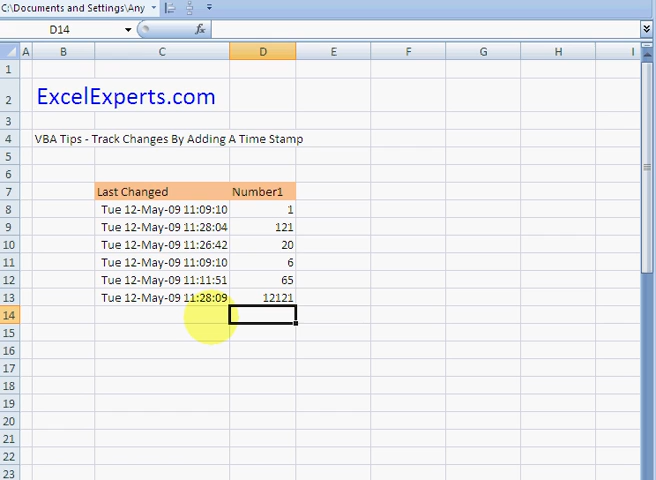 C:\Documents and Settings\Any
D14 fx
A B C D E F G H I
1
2 ExcelExperts.com
3
4 VBA Tips - Track Changes By Adding A Time Stamp
5
6
7 Last Changed Number1
8 Tue 12-May-09 11:09:10 1
9 Tue 12-May-09 11:28:04 121
10 Tue 12-May-09 11:26:42 20
11 Tue 12-May-09 11:09:10 6
12 Tue 12-May-09 11:11:51 65
13 Tue 12-May-09 11:28:09 12121
14
15
16
17
18
19
20
21
22
23